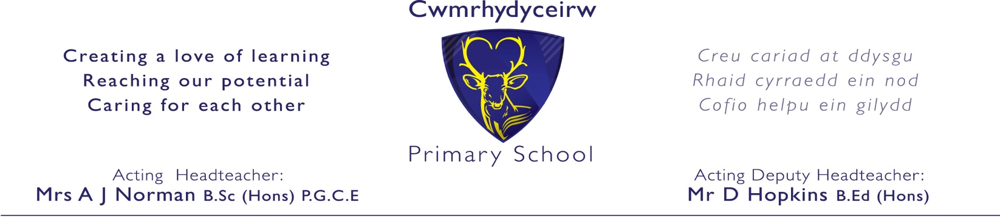 Cwmrhydyceirw
Primary School
Creating a love of learning
Reaching our potential
Caring for each other
Creu cariad at ddysgu
Rhaid cyrraedd ein nod
Cofio helpu ein gilydd
Acting Headteacher:
Mrs A J Norman B.Sc (Hons) P.G.C.E
Acting Deputy Headteacher:
Mr D Hopkins B.Ed (Hons)